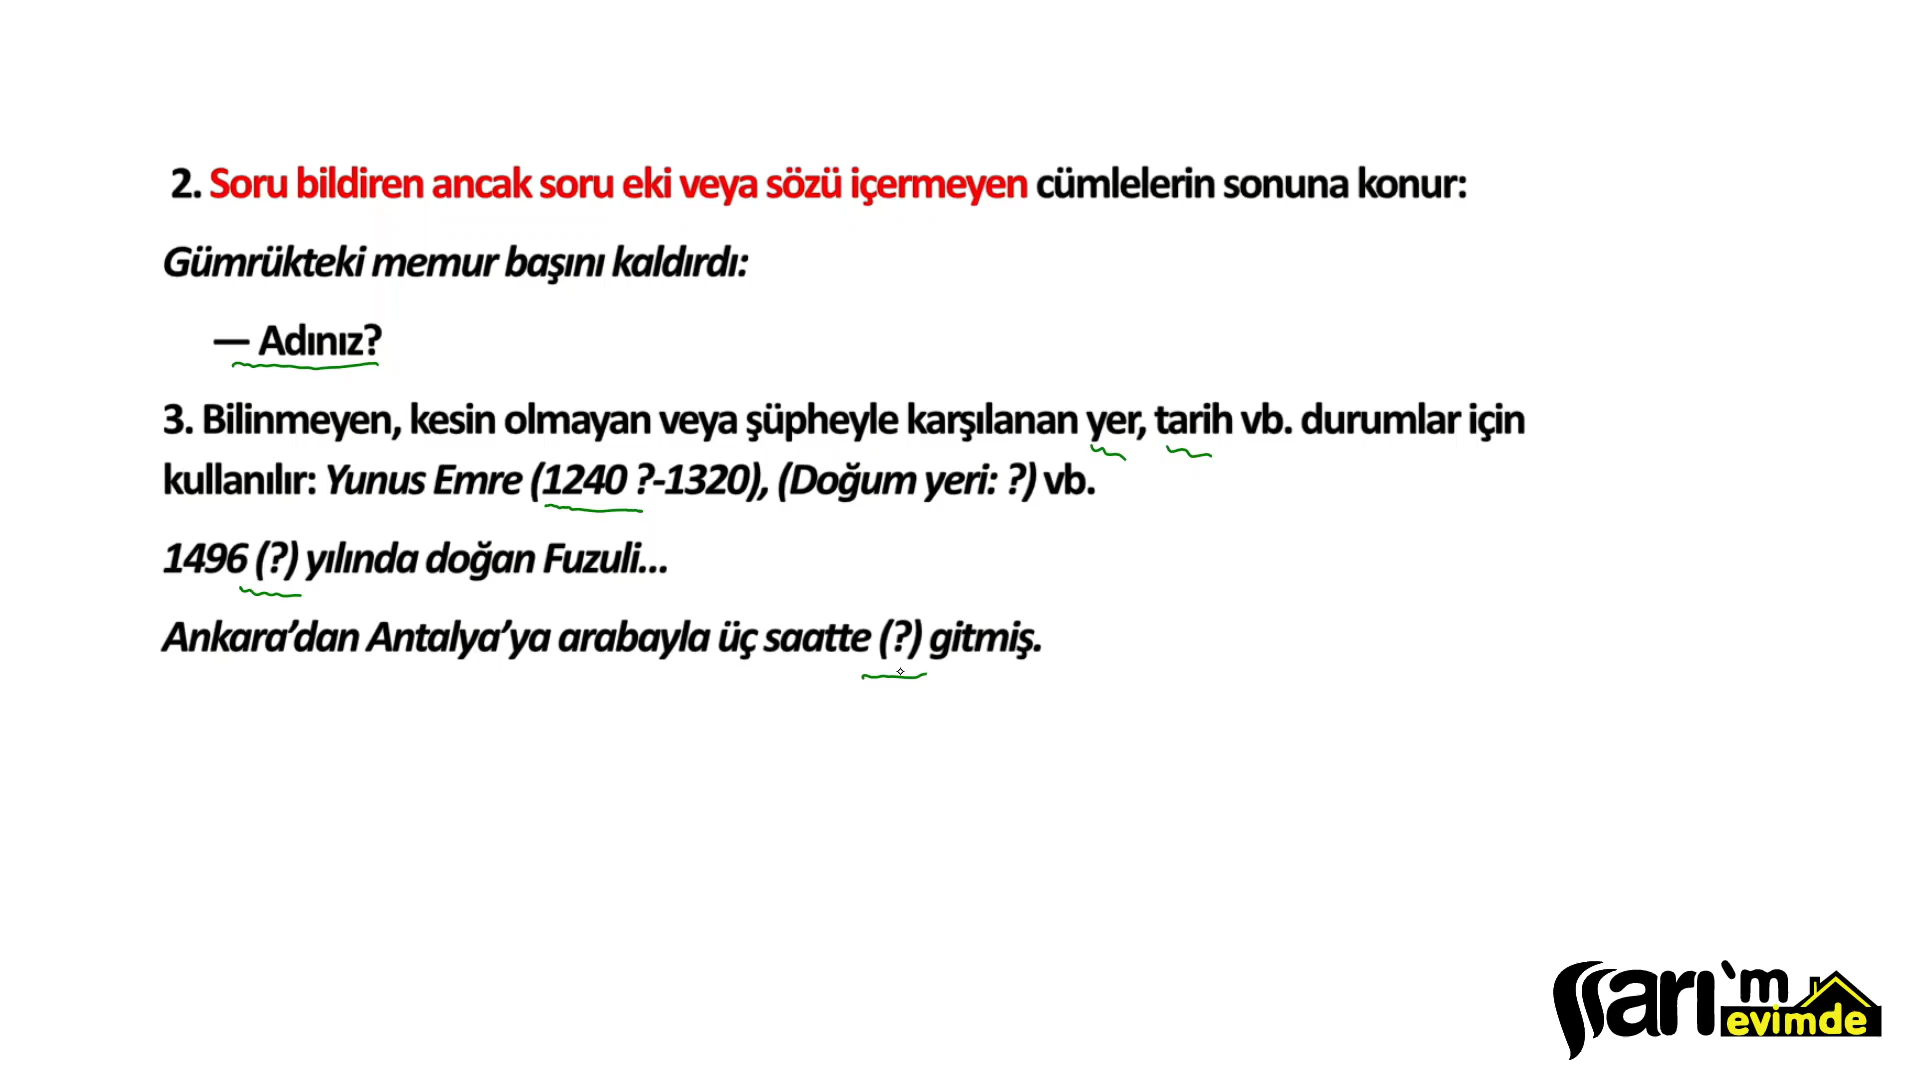 2. Soru bildiren ancak soru eki veya sözü içermeyen cümlelerin sonuna konur:
Gümrükteki memur başını kaldırdı:
— Adınız?
3. Bilinmeyen, kesin olmayan veya şüpheyle karşılanan yer, tarih vb. durumlar için
kullanılır: Yunus Emre (1240 ?-1320), (Doğum yeri: ?) vb.
1496 (?) yılında doğan Fuzuli...
Ankara’dan Antalya’ya arabayla üç saatte (?) gitmiş.
sarı'm
evimde